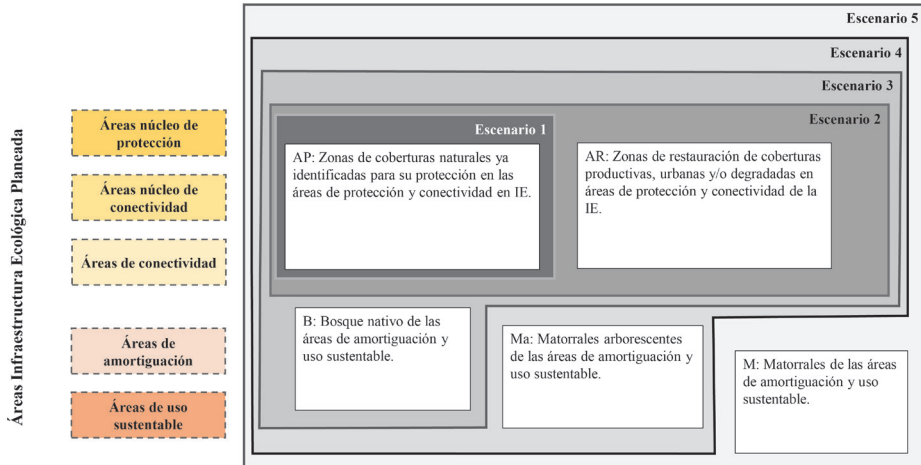 Áreas Infraestructura Ecológica Planeada
Áreas núcleo de
protección
Áreas núcleo de
conectividad
Áreas de conectividad
Áreas de
amortiguación
Áreas de uso
sustentable
Escenario 5
Escenario 4
Escenario 3
Escenario 2
Escenario 1
AP: Zonas de coberturas naturales ya
identificadas para su protección en las
áreas de protección y conectividad en IE.
AR: Zonas de restauración de coberturas
productivas, urbanas y/o degradadas en
áreas de protección y conectividad de la
IE.
B: Bosque nativo de las
áreas de amortiguación y
uso sustentable.
Ma: Matorrales arborescentes
de las áreas de amortiguación y
uso sustentable.
M: Matorrales de las áreas
de amortiguación y uso
sustentable.